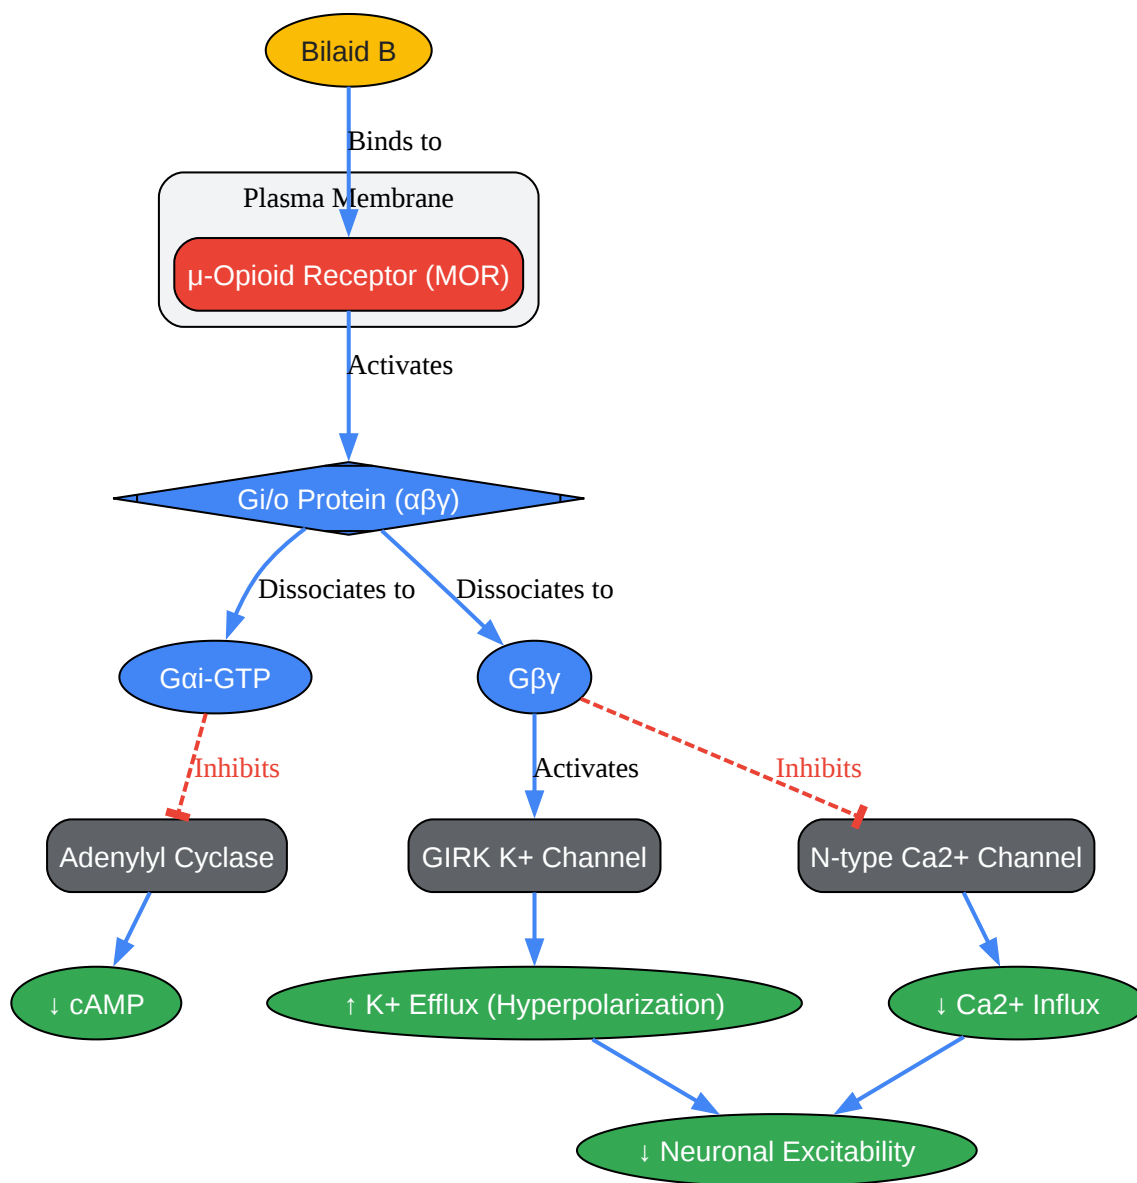 Bilaid B
Binds to
Plasma Membrane
μ-Opioid Receptor (MOR)
Activates
Gi/o Protein (αβγ)
Dissociates to
Dissociates to
Gαi-GTP
Gβγ
Inhibits
Activates
Inhibits
Adenylyl Cyclase
GIRK K+ Channel
N-type Ca2+ Channel
↓ cAMP
↑ K+ Efflux (Hyperpolarization)
↓ Ca2+ Influx
↓ Neuronal Excitability